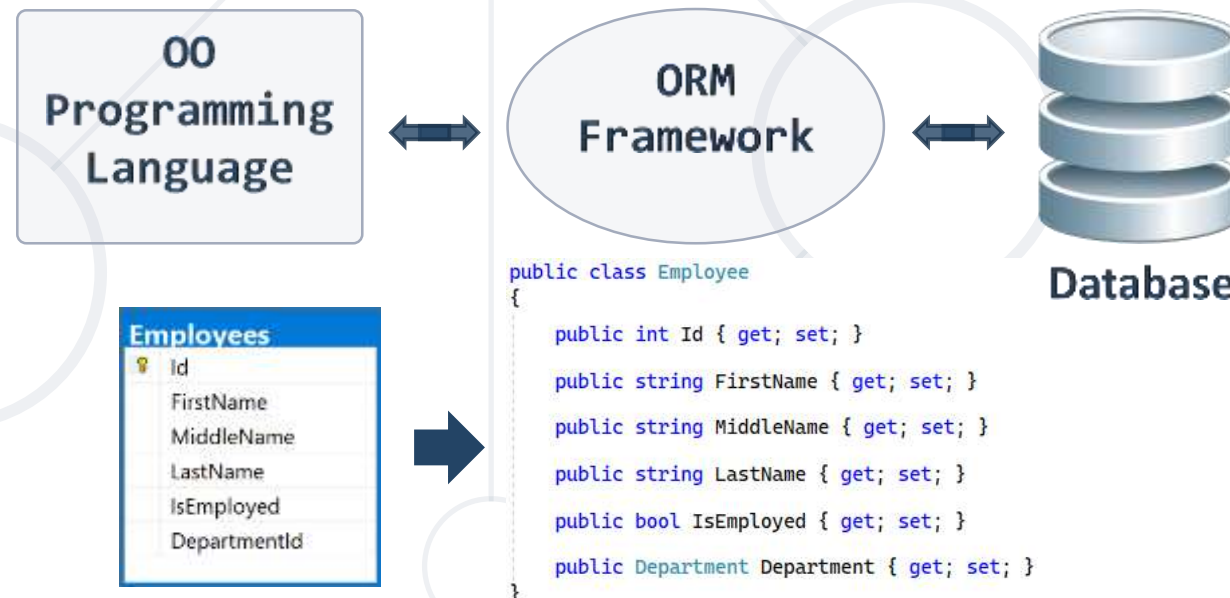 OO
Programming
Language
ORM
Framework
Database
Employees
Id
FirstName
MiddleName
LastName
IsEmployed
DepartmentId
public class Employee
{
public int Id { get; set; }
public string FirstName { get; set; }
public string MiddleName { get; set; }
public string LastName { get; set; }
public bool IsEmployed { get; set; }
public Department Department { get; set; }
}